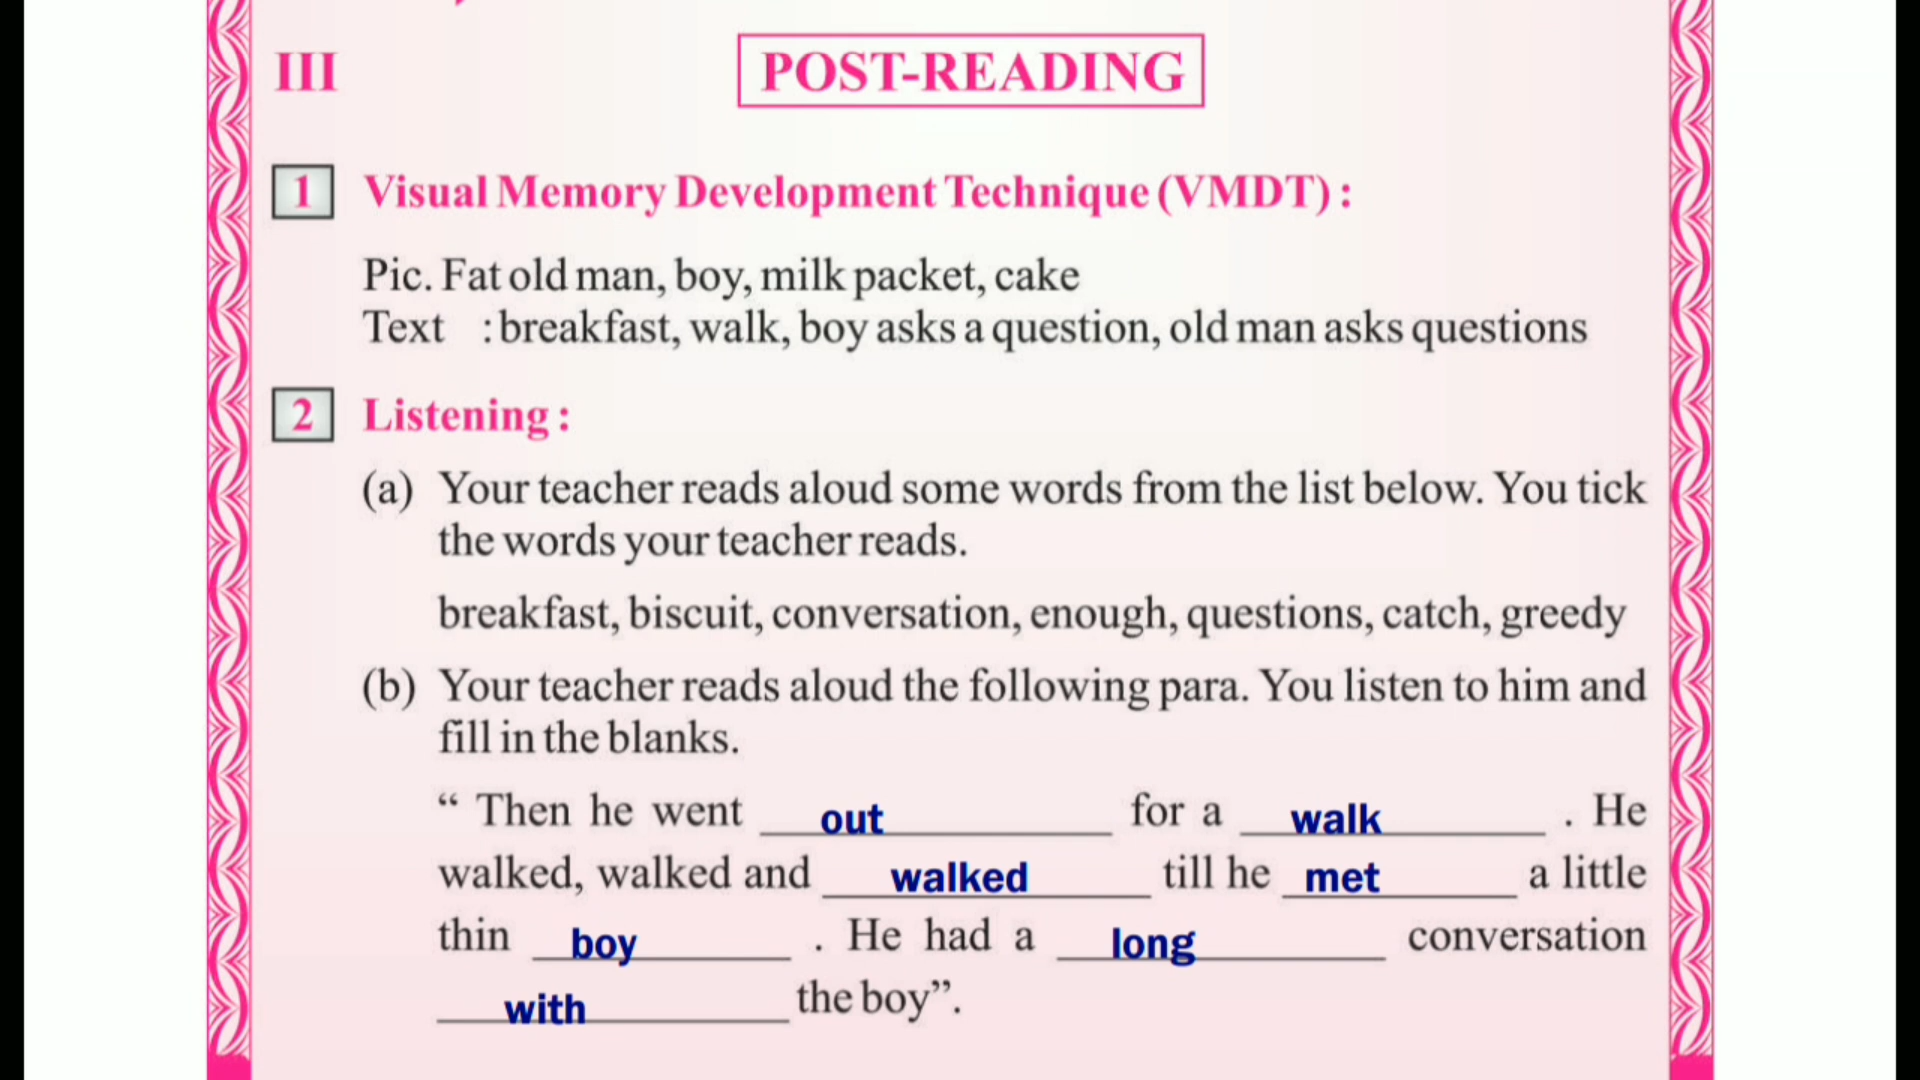 III POST-READING
1 Visual Memory Development Technique (VMDT) :
Pic. Fat old man, boy, milk packet, cake
Text : breakfast, walk, boy asks a question, old man asks questions
2 Listening :
(a) Your teacher reads aloud some words from the list below. You tick
the words your teacher reads.
breakfast, biscuit, conversation, enough, questions, catch, greedy
(b) Your teacher reads aloud the following para. You listen to him and
fill in the blanks.
“ Then he went out for a walk . He
walked, walked and walked till he met a little
thin boy . He had a long conversation
with the boy”.